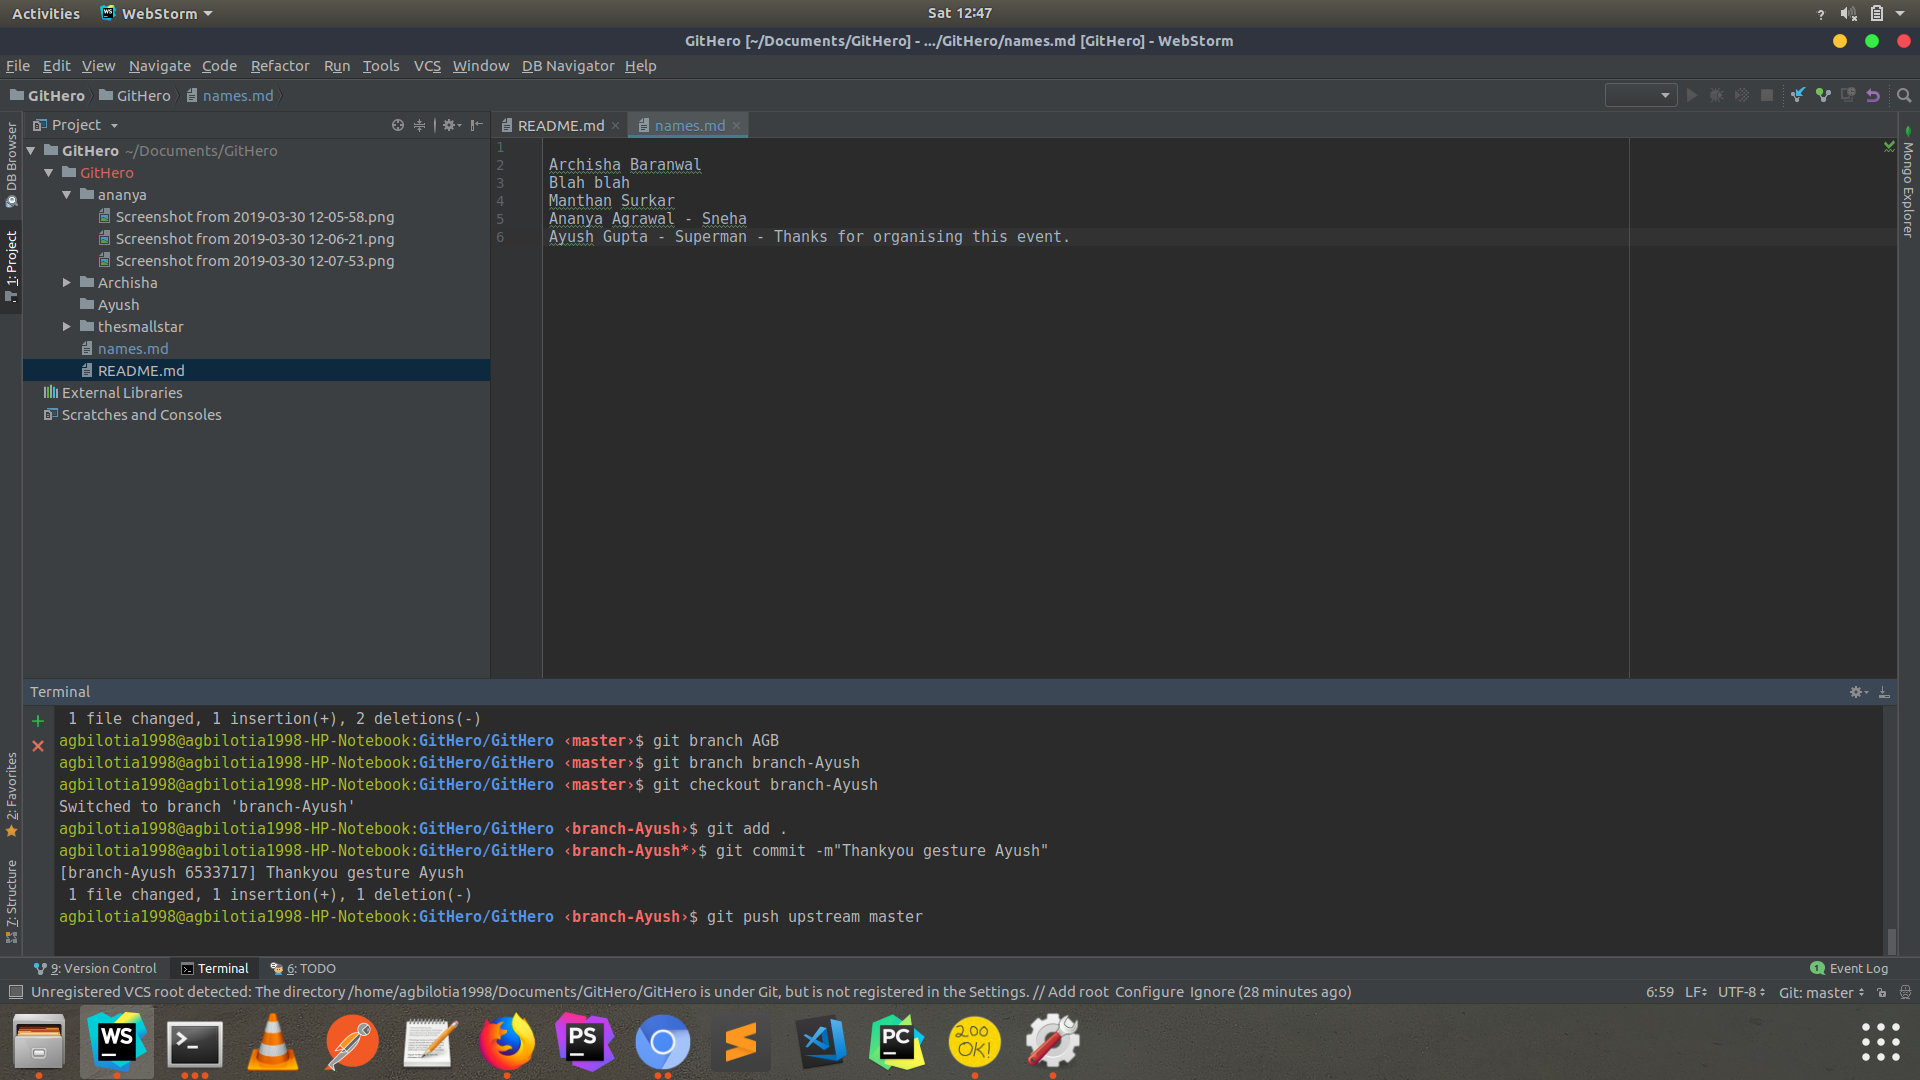 Activities WebStorm Sat 12:47 ?
GitHero [~/Documents/GitHero] - .../GitHero/names.md [GitHero] - WebStorm
File Edit View Navigate Code Refactor Run Tools VCS Window DB Navigator Help
GitHero GitHero names.md
Project
README.md names.md
DB Browser
1: Project
2: Favorites
7: Structure
GitHero ~/Documents/GitHero
GitHero
ananya
Screenshot from 2019-03-30 12-05-58.png
Screenshot from 2019-03-30 12-06-21.png
Screenshot from 2019-03-30 12-07-53.png
Archisha
Ayush
thesmallstar
names.md
README.md
External Libraries
Scratches and Consoles
1
2 Archisha Baranwal
3 Blah blah
4 Manthan Surkar
5 Ananya Agrawal - Sneha
6 Ayush Gupta - Superman - Thanks for organising this event.
Mongo Explorer
Terminal
1 file changed, 1 insertion(+), 2 deletions(-)
agbilotia1998@agbilotia1998-HP-Notebook:GitHero/GitHero ‹master›$ git branch AGB
agbilotia1998@agbilotia1998-HP-Notebook:GitHero/GitHero ‹master›$ git branch branch-Ayush
agbilotia1998@agbilotia1998-HP-Notebook:GitHero/GitHero ‹master›$ git checkout branch-Ayush
Switched to branch 'branch-Ayush'
agbilotia1998@agbilotia1998-HP-Notebook:GitHero/GitHero ‹branch-Ayush›$ git add .
agbilotia1998@agbilotia1998-HP-Notebook:GitHero/GitHero ‹branch-Ayush*›$ git commit -m"Thankyou gesture Ayush"
[branch-Ayush 6533717] Thankyou gesture Ayush
1 file changed, 1 insertion(+), 1 deletion(-)
agbilotia1998@agbilotia1998-HP-Notebook:GitHero/GitHero ‹branch-Ayush›$ git push upstream master
9: Version Control Terminal 6: TODO 1 Event Log
Unregistered VCS root detected: The directory /home/agbilotia1998/Documents/GitHero/GitHero is under Git, but is not registered in the Settings. // Add root Configure Ignore (28 minutes ago) 6:59 LF UTF-8 Git: master
WS >_ PS PC 200 OK!